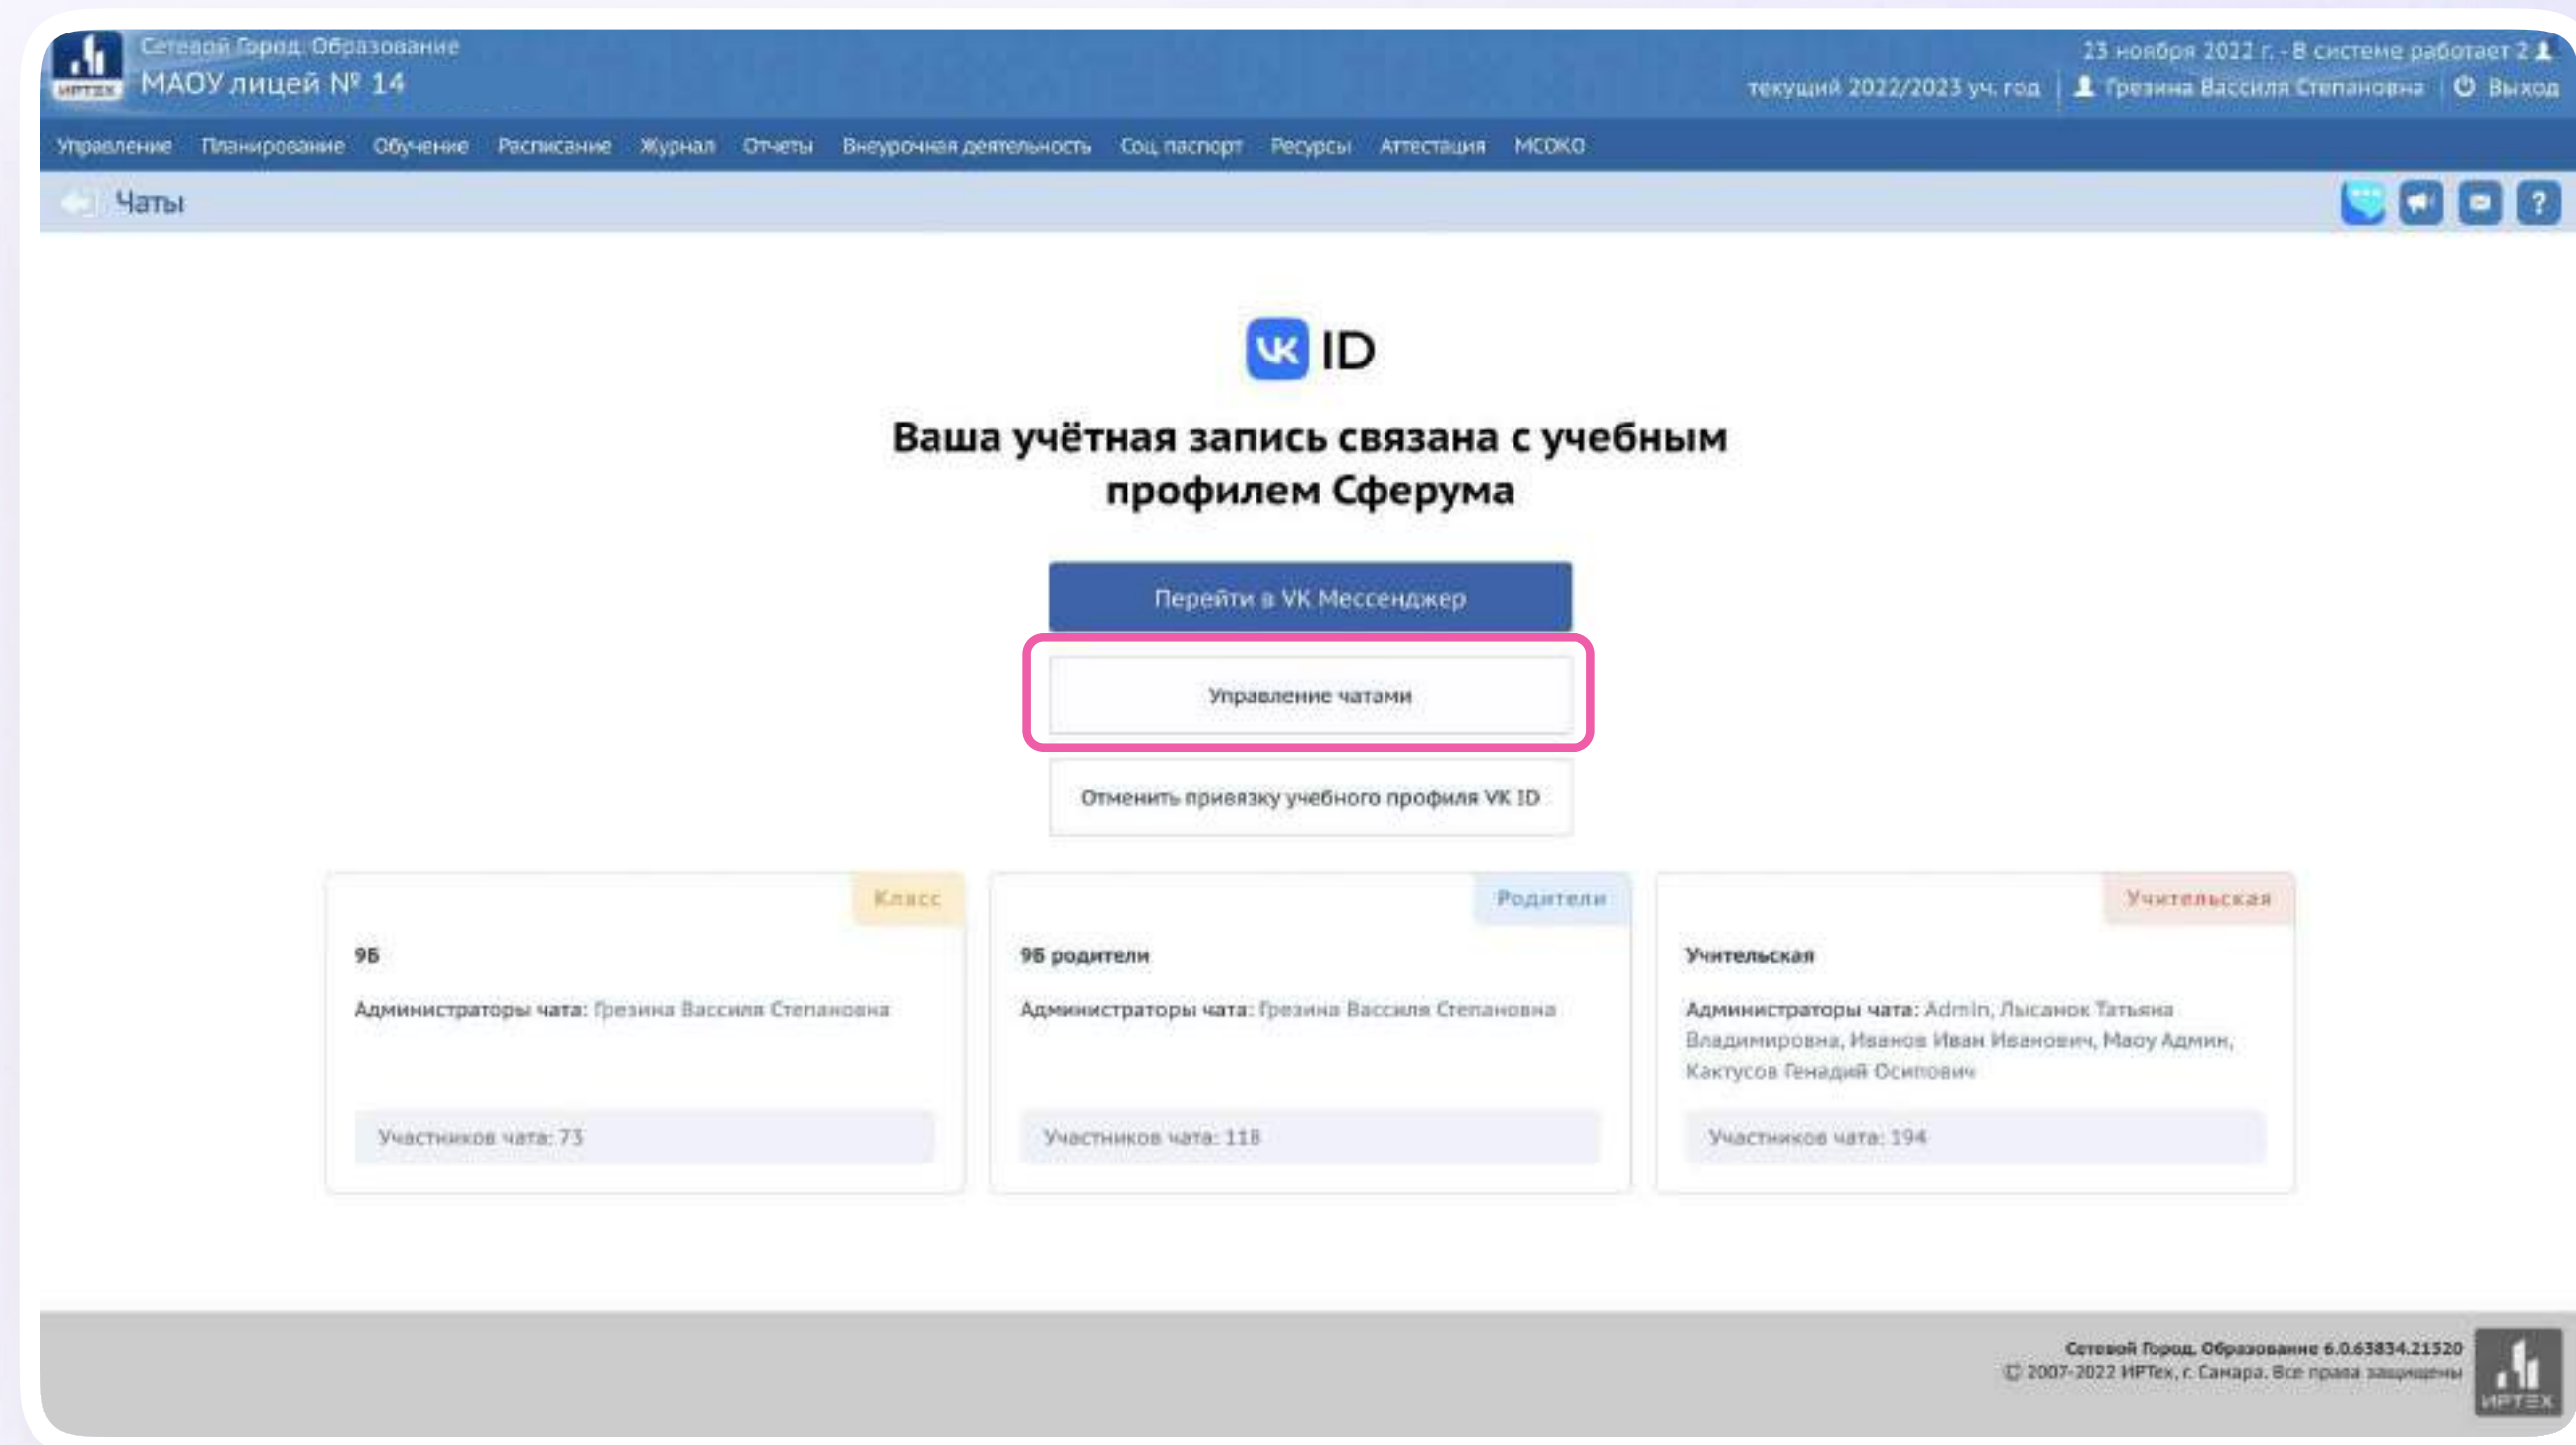 Сетевой Город. Образование
МАОУ лицей № 14
ИРТЕХ
23 ноября 2022 г. - В системе работает 2
текущий 2022/2023 уч. год
Грезина Вассиля Степановна
Выход
Управление Планирование Обучение Расписание Журнал Отчеты Внеурочная деятельность Соц. паспорт Ресурсы Аттестация МСОКО
Чаты
?
VK ID
Ваша учётная запись связана с учебным
профилем Сферума
Перейти в VK Мессенджер
Управление чатами
Отменить привязку учебного профиля VK ID
Класс
9Б
Администраторы чата: Грезина Вассиля Степановна
Участников чата: 73
Родители
9Б родители
Администраторы чата: Грезина Вассиля Степановна
Участников чата: 118
Учительская
Учительская
Администраторы чата: Admin, Лысанок Татьяна
Владимировна, Иванов Иван Иванович, Маоу Админ,
Кактусов Генадий Осипович
Участников чата: 194
Сетевой Город. Образование 6.0.63834.21520
© 2007-2022 ИРТех, г. Самара. Все права защищены
ИРТЕХ